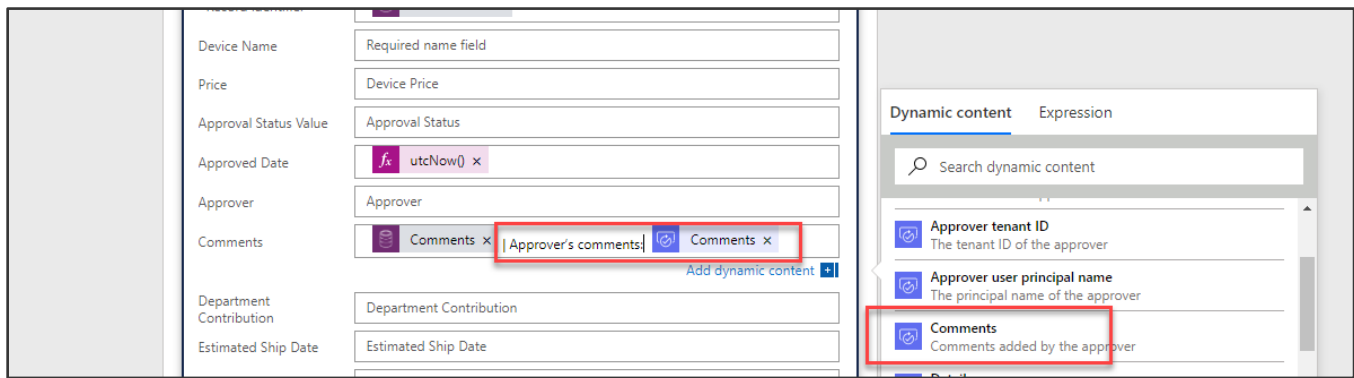 Device Name
Required name field
Price
Device Price
Approval Status Value
Approval Status
Approved Date
fx utcNow() ×
Approver
Approver
Comments
Comments × | Approver's comments: Comments ×
Add dynamic content +
Department
Contribution
Department Contribution
Estimated Ship Date
Estimated Ship Date
Dynamic content Expression
Search dynamic content
Approver tenant ID
The tenant ID of the approver
Approver user principal name
The principal name of the approver
Comments
Comments added by the approver